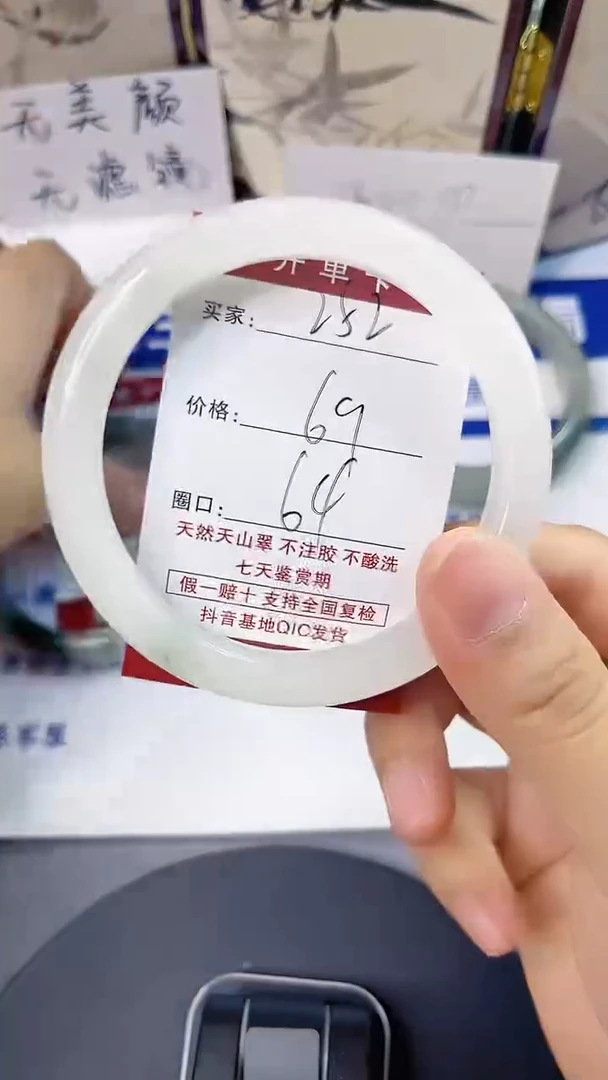 无美颜
无滤镜
开单卡
买家: 252
价格: 69
圈口: 64
天然天山翠 不注胶 不酸洗
七天鉴赏期
假一赔十 支持全国复检
抖音基地QIC发货